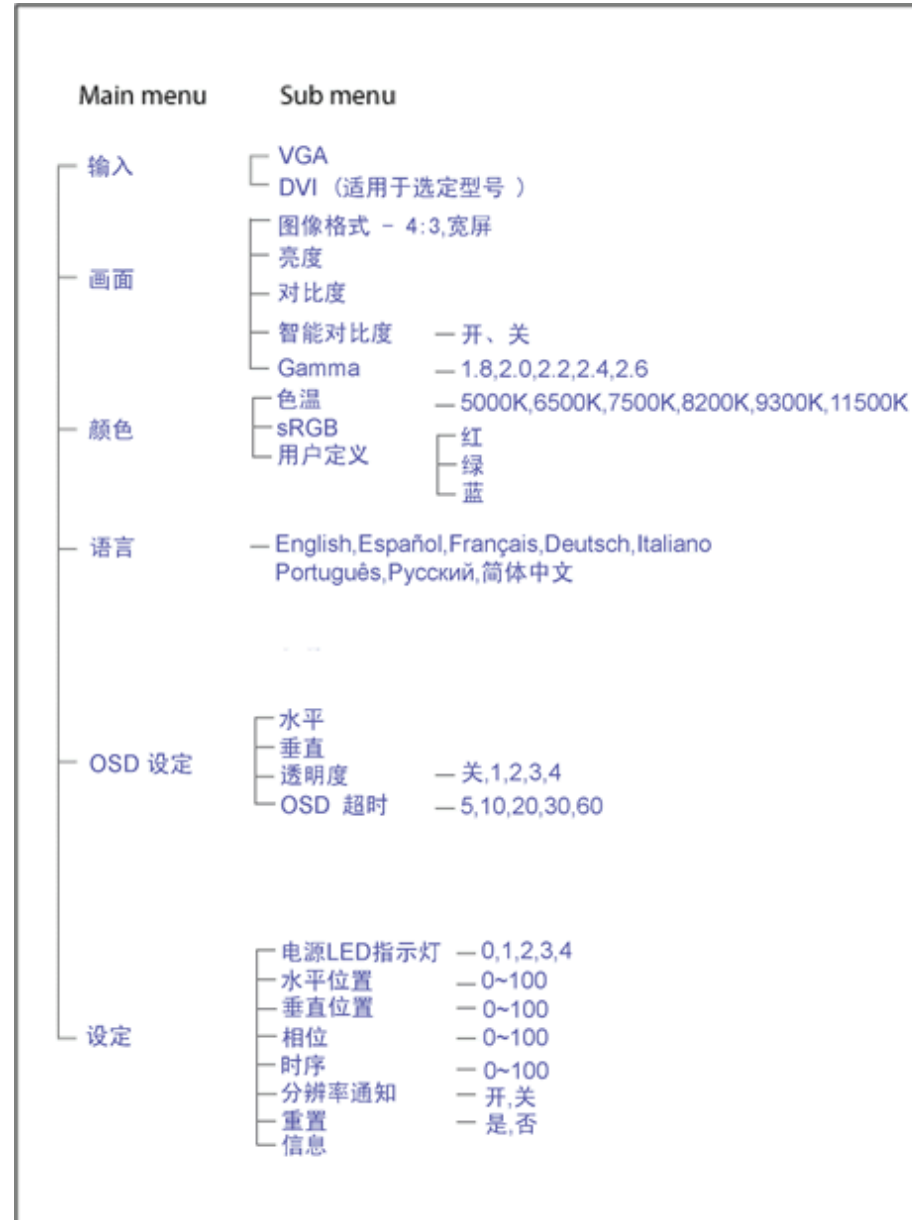 Main menu Sub menu
输入
VGA
DVI (适用于选定型号 )
画面
图像格式 - 4:3,宽屏
亮度
对比度
智能对比度 — 开、关
Gamma — 1.8,2.0,2.2,2.4,2.6
颜色
色温 — 5000K,6500K,7500K,8200K,9300K,11500K
sRGB
用户定义
红
绿
蓝
语言 — English,Español,Français,Deutsch,Italiano
Português,Русский,简体中文
OSD 设定
水平
垂直
透明度 — 关,1,2,3,4
OSD 超时 — 5,10,20,30,60
设定
电源LED指示灯 — 0,1,2,3,4
水平位置 — 0~100
垂直位置 — 0~100
相位 — 0~100
时序 — 0~100
分辨率通知 — 开,关
重置 — 是,否
信息